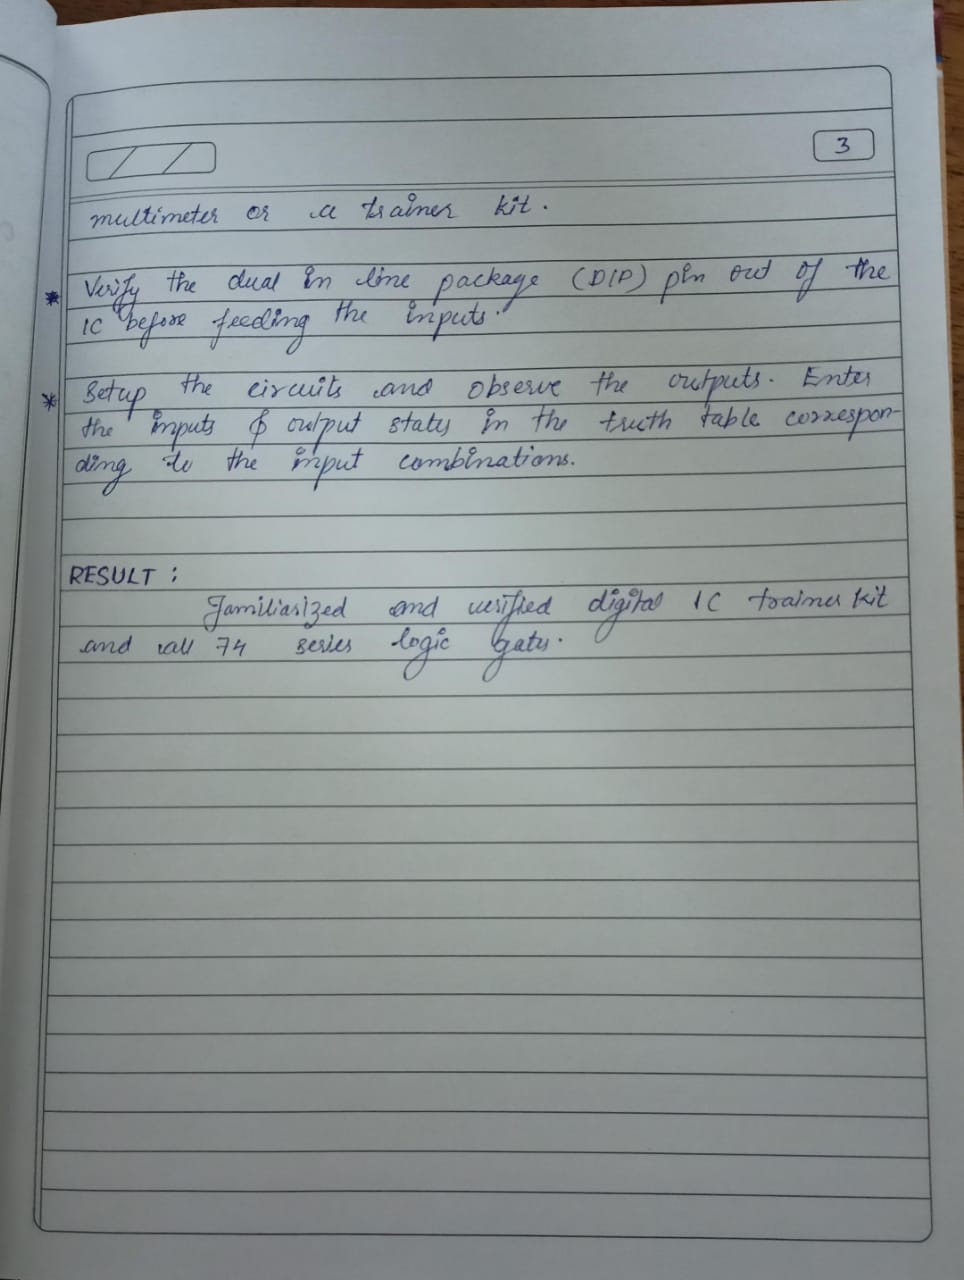 3
multimeter or a trainer kit.
* Verify the dual in line package (DIP) pin out of the
IC before feeding the inputs.
* Setup the circuits and observe the outputs. Enter
the inputs & output states in the truth table correspon-
ding to the input combinations.
RESULT :
Familiarized and verified digital IC trainer kit
and all 74 series logic gates.